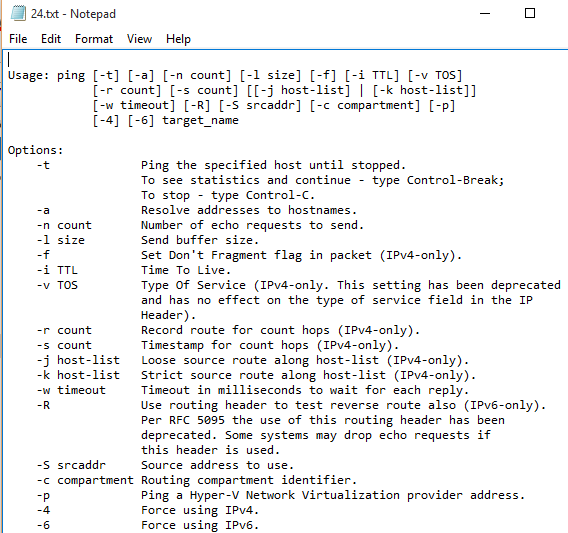 24.txt - Notepad
File Edit Format View Help
Usage: ping [-t] [-a] [-n count] [-l size] [-f] [-i TTL] [-v TOS]
            [-r count] [-s count] [[-j host-list] | [-k host-list]]
            [-w timeout] [-R] [-S srcaddr] [-c compartment] [-p]
            [-4] [-6] target_name
Options:
    -t             Ping the specified host until stopped.
                   To see statistics and continue - type Control-Break;
                   To stop - type Control-C.
    -a             Resolve addresses to hostnames.
    -n count       Number of echo requests to send.
    -l size        Send buffer size.
    -f             Set Don't Fragment flag in packet (IPv4-only).
    -i TTL         Time To Live.
    -v TOS         Type Of Service (IPv4-only. This setting has been deprecated
                   and has no effect on the type of service field in the IP
                   Header).
    -r count       Record route for count hops (IPv4-only).
    -s count       Timestamp for count hops (IPv4-only).
    -j host-list   Loose source route along host-list (IPv4-only).
    -k host-list   Strict source route along host-list (IPv4-only).
    -w timeout     Timeout in milliseconds to wait for each reply.
    -R             Use routing header to test reverse route also (IPv6-only).
                   Per RFC 5095 the use of this routing header has been
                   deprecated. Some systems may drop echo requests if
                   this header is used.
    -S srcaddr     Source address to use.
    -c compartment Routing compartment identifier.
    -p             Ping a Hyper-V Network Virtualization provider address.
    -4             Force using IPv4.
    -6             Force using IPv6.